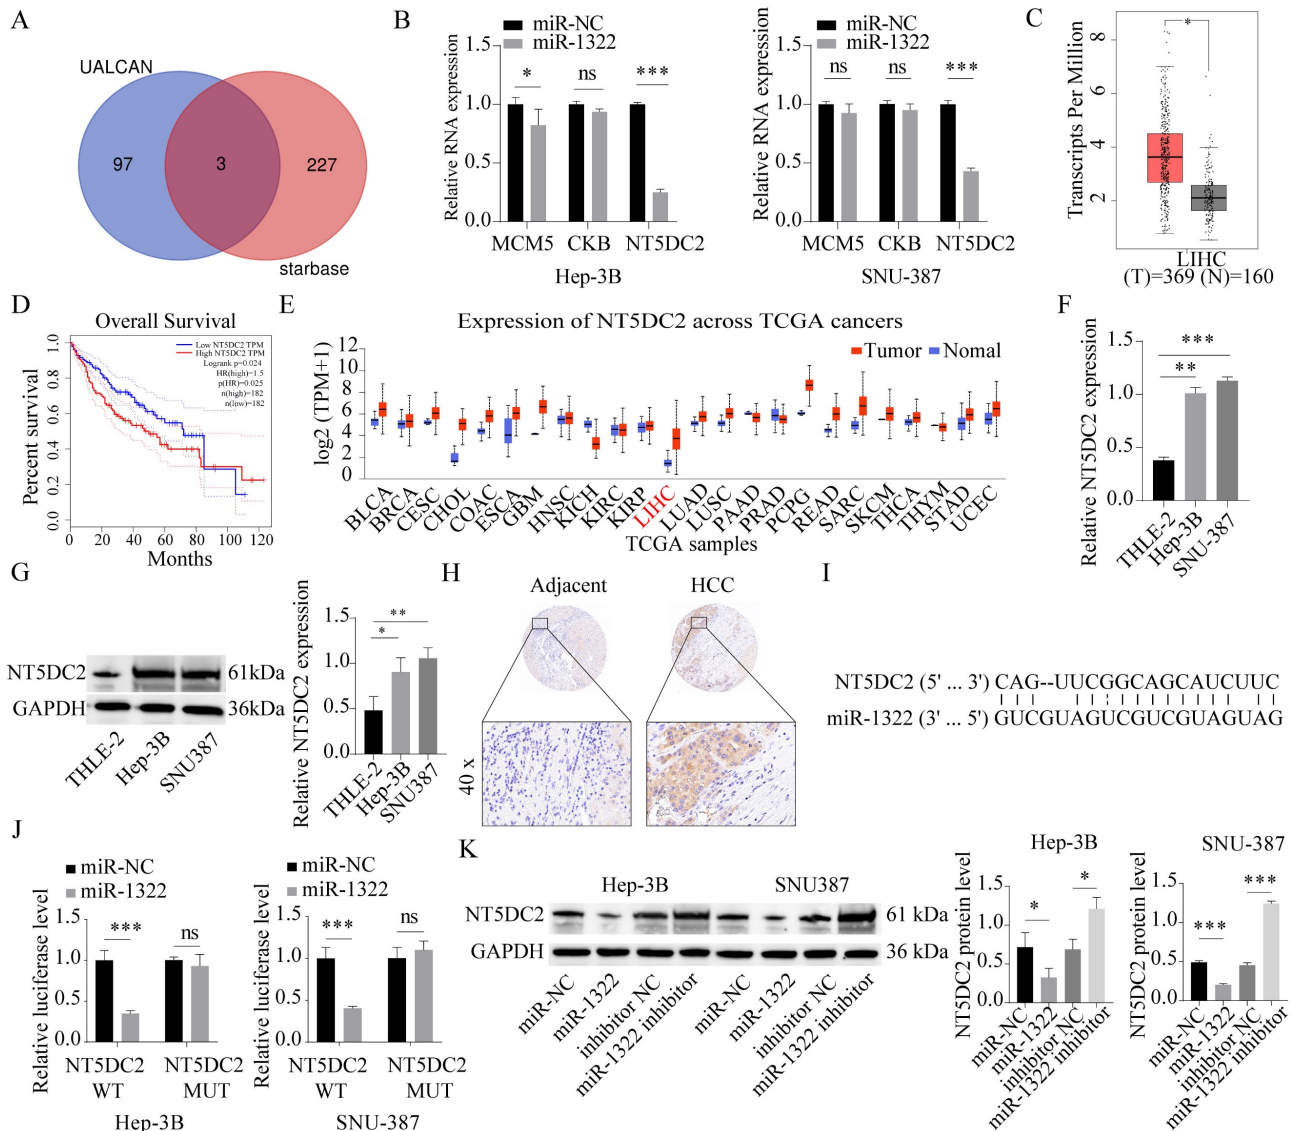 A
UALCAN
97
3
227
starbase
B
miR-NC
miR-1322
Relative RNA expression
1.5
1.0
0.5
0.0
*
ns
***
MCM5
CKB
NT5DC2
Hep-3B
miR-NC
miR-1322
Relative RNA expression
1.5
1.0
0.5
0.0
ns
ns
***
MCM5
CKB
NT5DC2
SNU-387
C
Transcripts Per Million
8
6
4
2
*
LIHC
(T)=369 (N)=160
D
Overall Survival
Low NT5DC2 TPM
High NT5DC2 TPM
Logrank p=0.024
HR(high)=1.5
p(HR)=0.025
n(high)=182
n(low)=182
Percent survival
1.0
0.8
0.6
0.4
0.2
0.0
0 20 40 60 80 100 120
Months
E
Expression of NT5DC2 across TCGA cancers
Tumor
Nomal
log2 (TPM+1)
12
10
8
6
4
2
0
BLCA
BRCA
CESC
CHOL
COAC
ESCA
GBM
HNSC
KICH
KIRC
KIRP
LIHC
LUAD
LUSC
PAAD
PRAD
PCPG
READ
SARC
SKCM
THCA
THYM
STAD
UCEC
TCGA samples
F
Relative NT5DC2 expression
1.5
1.0
0.5
0.0
***
**
THLE-2
Hep-3B
SNU-387
G
NT5DC2
61kDa
GAPDH
36kDa
THLE-2
Hep-3B
SNU387
Relative NT5DC2 expression
1.5
1.0
0.5
0.0
**
*
THLE-2
Hep-3B
SNU387
H
Adjacent
HCC
40 x
I
NT5DC2 (5' ... 3') CAG--UUCGGCAGCAUCUUC
miR-1322 (3' ... 5') GUCGUAGUCGUCGUAGUAG
J
miR-NC
miR-1322
Relative luciferase level
1.5
1.0
0.5
0.0
***
ns
NT5DC2 WT
NT5DC2 MUT
Hep-3B
miR-NC
miR-1322
Relative luciferase level
1.5
1.0
0.5
0.0
***
ns
NT5DC2 WT
NT5DC2 MUT
SNU-387
K
Hep-3B
SNU387
NT5DC2
61 kDa
GAPDH
36 kDa
miR-NC
miR-1322
inhibitor NC
miR-1322 inhibitor
miR-NC
miR-1322
inhibitor NC
miR-1322 inhibitor
Hep-3B
NT5DC2 protein level
1.5
1.0
0.5
0.0
*
*
miR-NC
miR-1322
inhibitor NC
miR-1322 inhibitor
SNU-387
NT5DC2 protein level
1.5
1.0
0.5
0.0
***
***
miR-NC
miR-1322
inhibitor NC
miR-1322 inhibitor